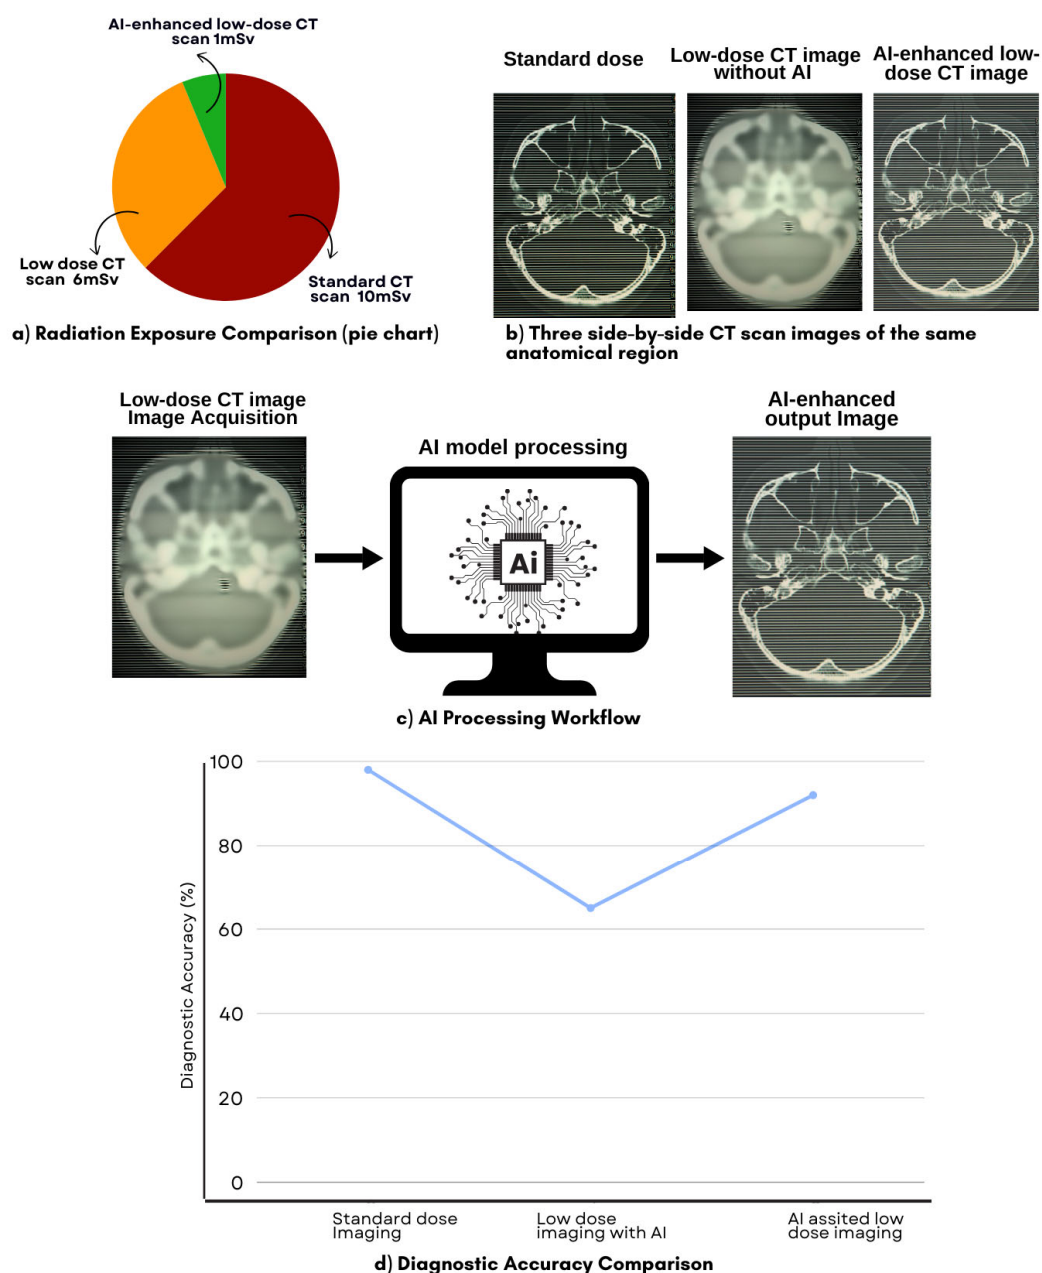 AI-enhanced low-dose CT
scan 1mSv
Low dose CT
scan 6mSv
Standard CT
scan 10mSv
a) Radiation Exposure Comparison (pie chart)
Standard dose
Low-dose CT image
without AI
AI-enhanced low-
dose CT image
b) Three side-by-side CT scan images of the same
anatomical region
Low-dose CT image
Image Acquisition
AI model processing
Ai
AI-enhanced
output Image
c) AI Processing Workflow
Diagnostic Accuracy (%)
100
80
60
40
20
0
Standard dose
Imaging
Low dose
imaging with AI
AI assited low
dose imaging
d) Diagnostic Accuracy Comparison